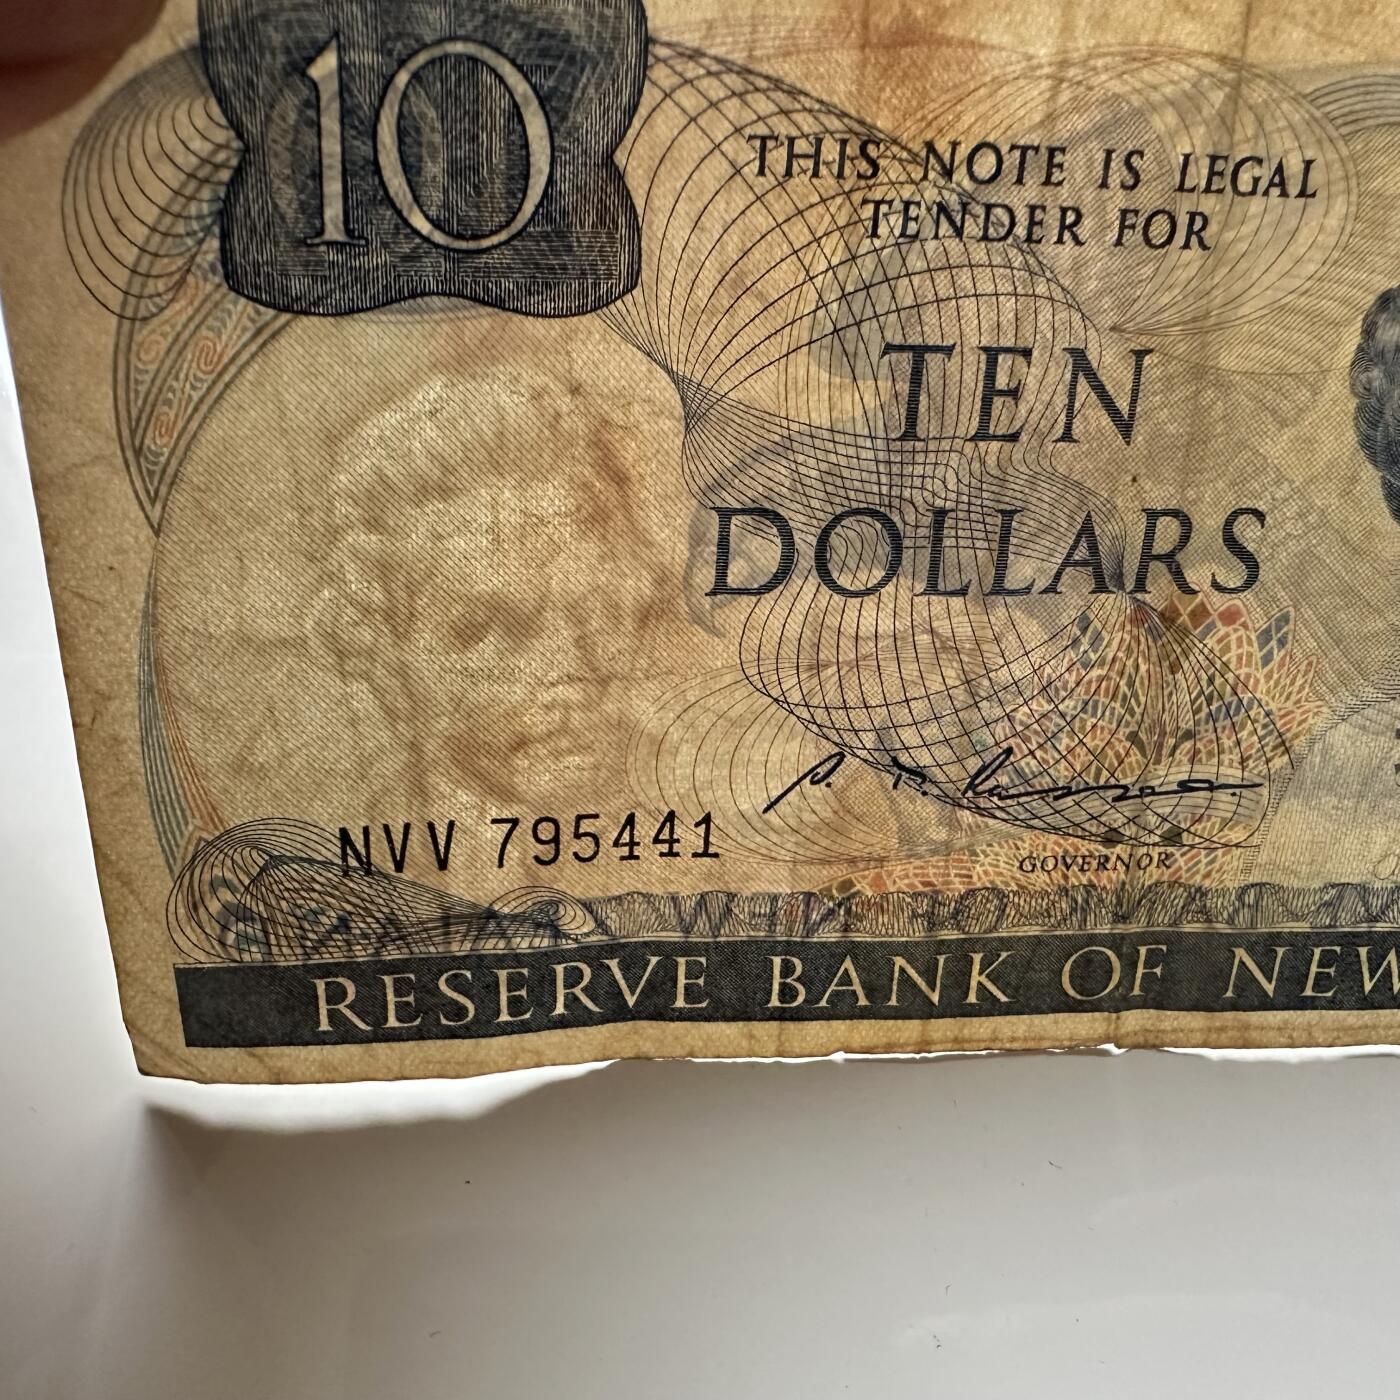 10
THIS NOTE IS LEGAL
TENDER FOR
TEN
DOLLARS
NVV 795441
GOVERNOR
RESERVE BANK OF NEW